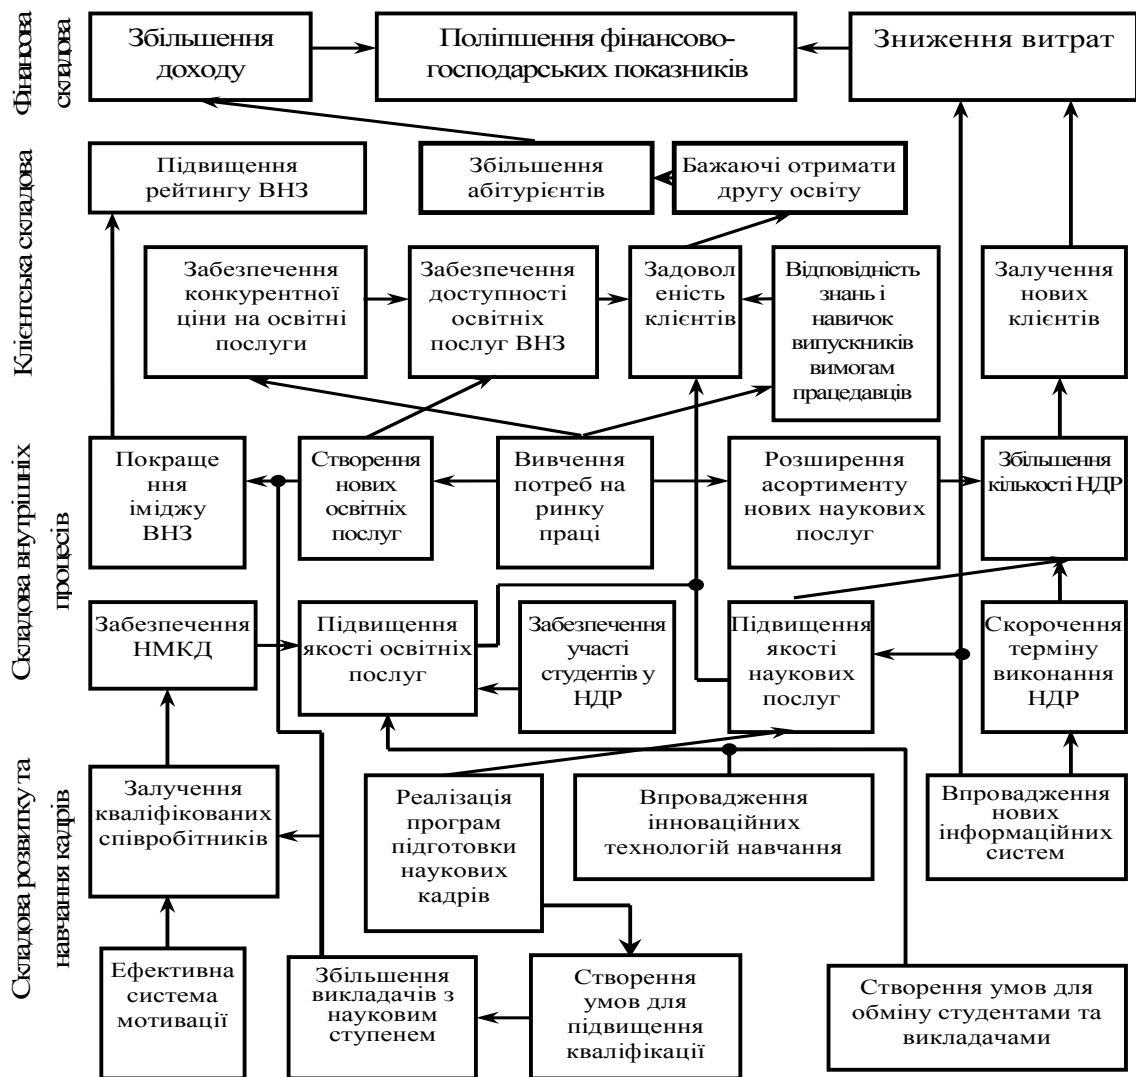 Фінансова
складова
Збільшення
доходу
Поліпшення фінансово-
господарських показників
Зниження витрат
Клієнтська складова
Підвищення
рейтингу ВНЗ
Збільшення
абітурієнтів
Бажаючі отримати
другу освіту
Забезпечення
конкурентної
ціни на освітні
послуги
Забезпечення
доступності
освітніх
послуг ВНЗ
Задовол
еність
клієнтів
Відповідність
знань і
навичок
випускників
вимогам
працедавців
Залучення
нових
клієнтів
Складова внутрішніх
процесів
Покраще
ння
іміджу
ВНЗ
Створення
нових
освітніх
послуг
Вивчення
потреб на
ринку
праці
Розширення
асортименту
нових наукових
послуг
Збільшення
кількості НДР
Забезпечення
НМКД
Підвищення
якості освітніх
послуг
Забезпечення
участі
студентів у
НДР
Підвищення
якості
наукових
послуг
Скорочення
терміну
виконання
НДР
Складова розвитку та
навчання кадрів
Залучення
кваліфікованих
співробітників
Реалізація
програм
підготовки
наукових
кадрів
Впровадження
інноваційних
технологій навчання
Впровадження
нових
інформаційних
систем
Ефективна
система
мотивації
Збільшення
викладачів з
науковим
ступенем
Створення
умов для
підвищення
кваліфікації
Створення умов для
обміну студентами та
викладачами